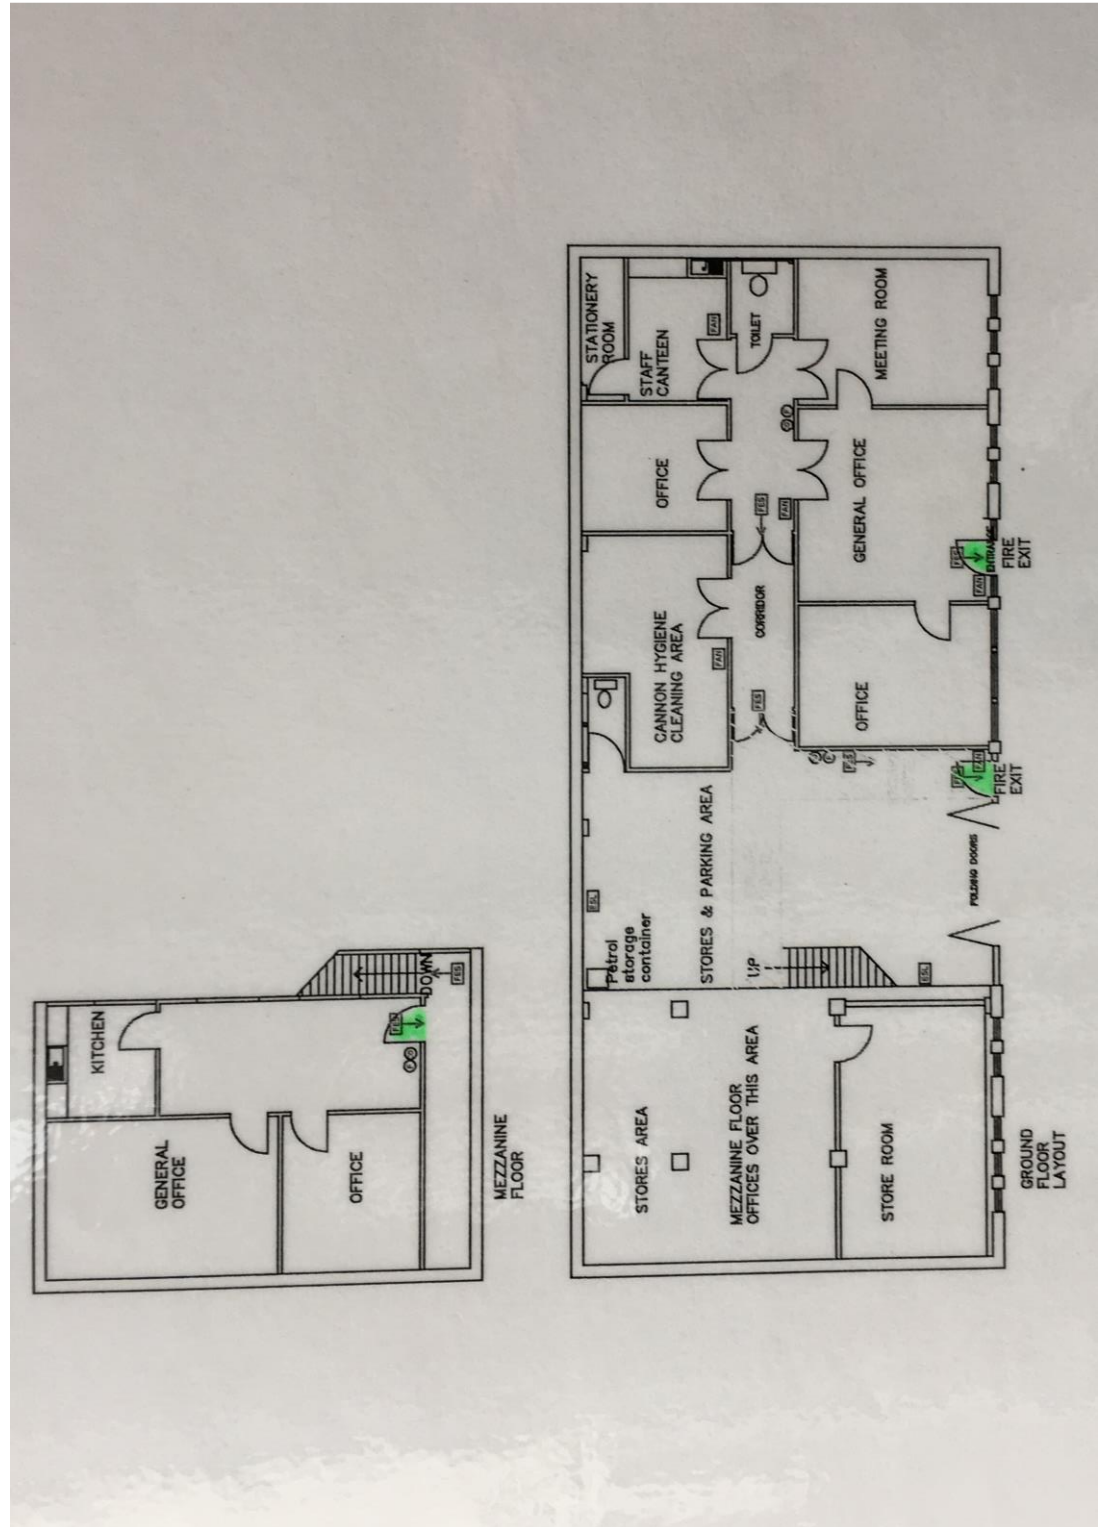 KITCHEN
GENERAL
OFFICE
OFFICE
DOWN
FES
FES
MEZZANINE
FLOOR
STATIONERY
ROOM
STAFF
CANTEEN
FAN
TOILET
MEETING ROOM
OFFICE
GENERAL OFFICE
FES
FAN
CANNON HYGIENE
CLEANING AREA
FAN
CORRIDOR
FES
OFFICE
FES
FAN
ENTRANCE
FIRE
EXIT
FES
FAN
FIRE
EXIT
FOLDING DOORS
STORES & PARKING AREA
ESL
Petrol
storage
container
UP
ESL
STORES AREA
MEZZANINE FLOOR
OFFICES OVER THIS AREA
STORE ROOM
GROUND
FLOOR
LAYOUT